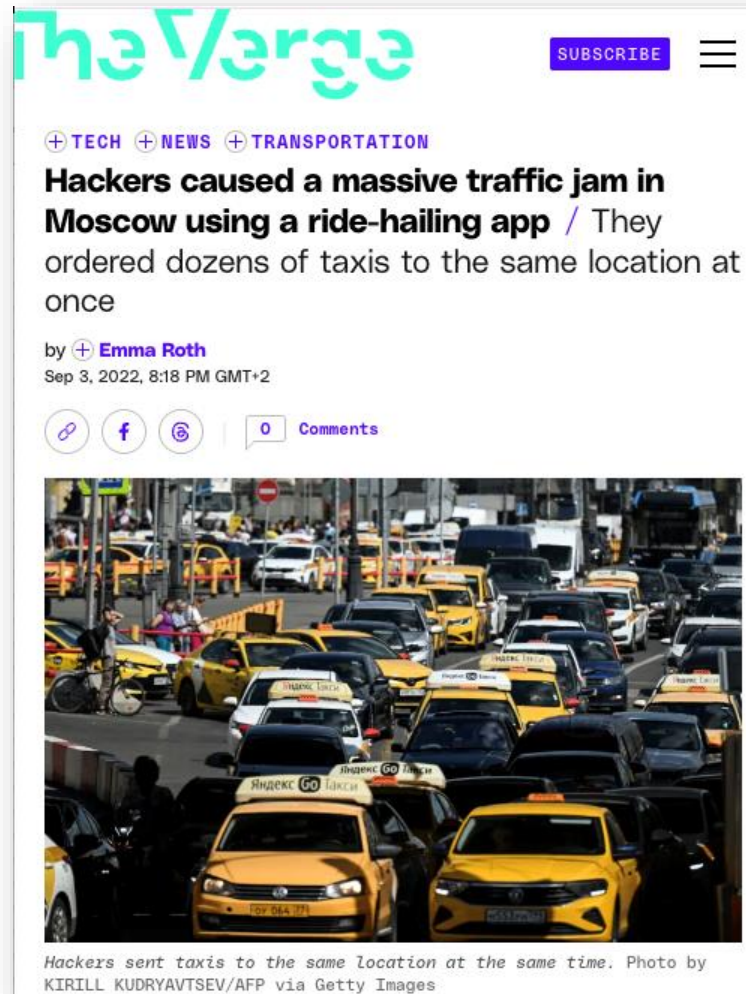 The Verge
SUBSCRIBE
TECH NEWS TRANSPORTATION
Hackers caused a massive traffic jam in
Moscow using a ride-hailing app / They
ordered dozens of taxis to the same location at
once
by Emma Roth
Sep 3, 2022, 8:18 PM GMT+2
0 Comments
Яндекс Go Такси
Яндекс Go Такси
Hackers sent taxis to the same location at the same time. Photo by
KIRILL KUDRYAVTSEV/AFP via Getty Images